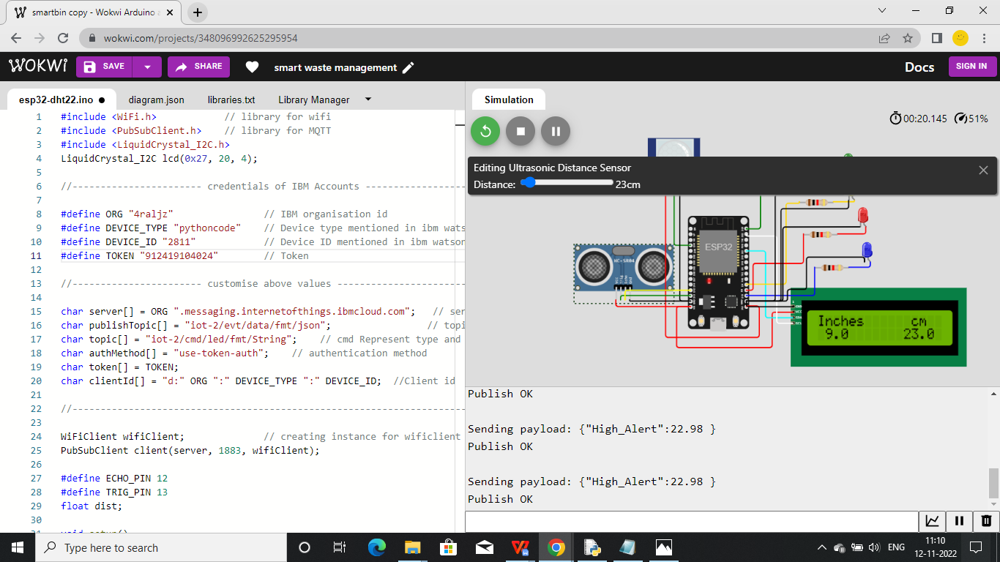 smartbin copy - Wokwi Arduino a
wokwi.com/projects/348096992625295954
WOKWI
SAVE
SHARE
smart waste management
Docs
SIGN IN
esp32-dht22.ino ●
diagram.json
libraries.txt
Library Manager
Simulation
00:20.145
51%
1 #include <WiFi.h> // library for wifi
2 #include <PubSubClient.h> // library for MQTT
3 #include <LiquidCrystal_I2C.h>
4 LiquidCrystal_I2C lcd(0x27, 20, 4);
5
6 //----------------------- credentials of IBM Accounts ------------------
7
8 #define ORG "4raljz" // IBM organisation id
9 #define DEVICE_TYPE "pythoncode" // Device type mentioned in ibm wats
10 #define DEVICE_ID "2811" // Device ID mentioned in ibm watson
11 #define TOKEN "912419104024" // Token
12
13 //----------------------- customise above values -----------------------
14
15 char server[] = ORG ".messaging.internetofthings.ibmcloud.com"; // ser
16 char publishTopic[] = "iot-2/evt/data/fmt/json"; // topi
17 char topic[] = "iot-2/cmd/led/fmt/String"; // cmd Represent type and
18 char authMethod[] = "use-token-auth"; // authentication method
19 char token[] = TOKEN;
20 char clientId[] = "d:" ORG ":" DEVICE_TYPE ":" DEVICE_ID; //Client id
21
22 //----------------------------------------------------------------------
23
24 WiFiClient wifiClient; // creating instance for wificlient
25 PubSubClient client(server, 1883, wifiClient);
26
27 #define ECHO_PIN 12
28 #define TRIG_PIN 13
29 float dist;
30
Editing Ultrasonic Distance Sensor
Distance: 23cm
ESP32
HC-SR04
Inches cm
9.0 23.0
Publish OK
Sending payload: {"High_Alert":22.98 }
Publish OK
Sending payload: {"High_Alert":22.98 }
Publish OK
Type here to search
ENG
11:10
12-11-2022